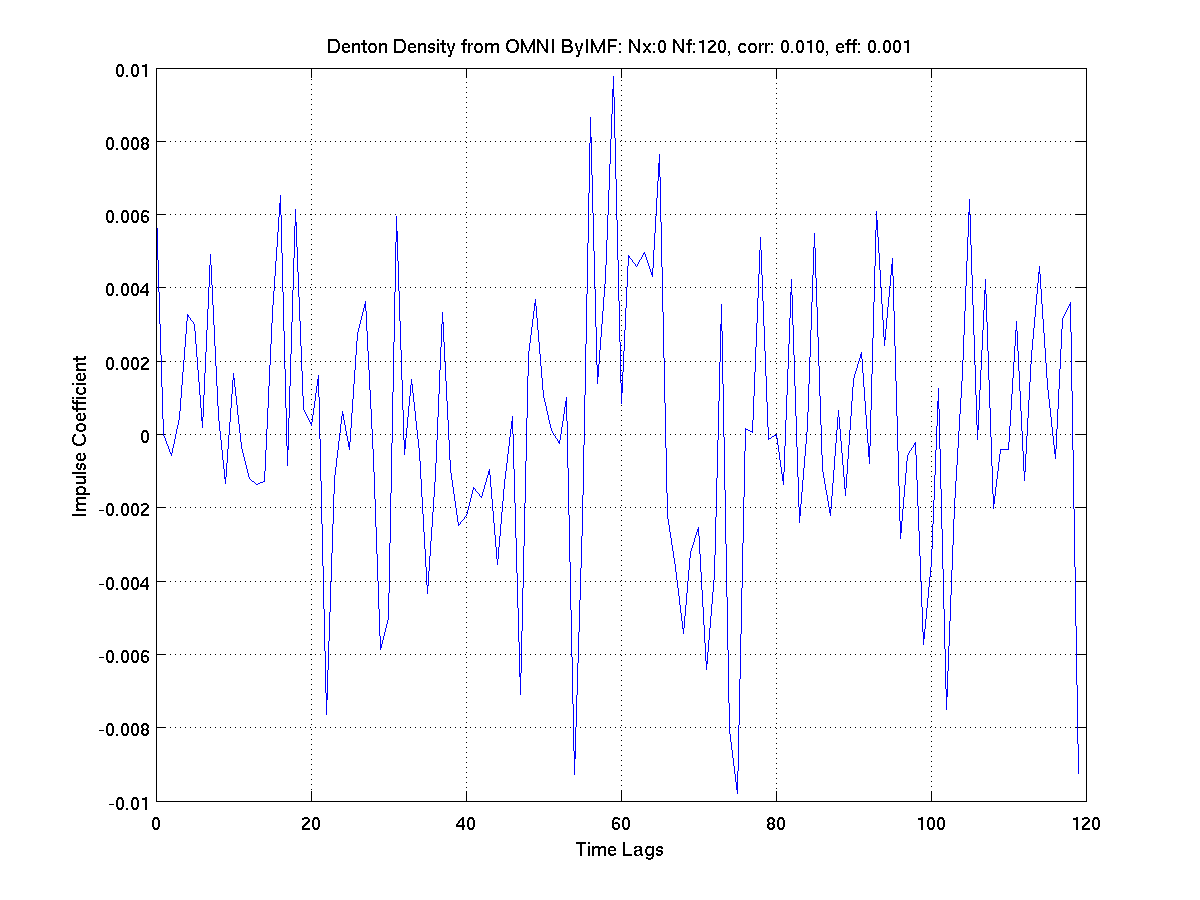 Denton Density from OMNI ByIMF: Nx:0 Nf:120, corr: 0.010, eff: 0.001
0.01
0.008
0.006
0.004
0.002
0
-0.002
-0.004
-0.006
-0.008
-0.01
Impulse Coefficient
0 20 40 60 80 100 120
Time Lags